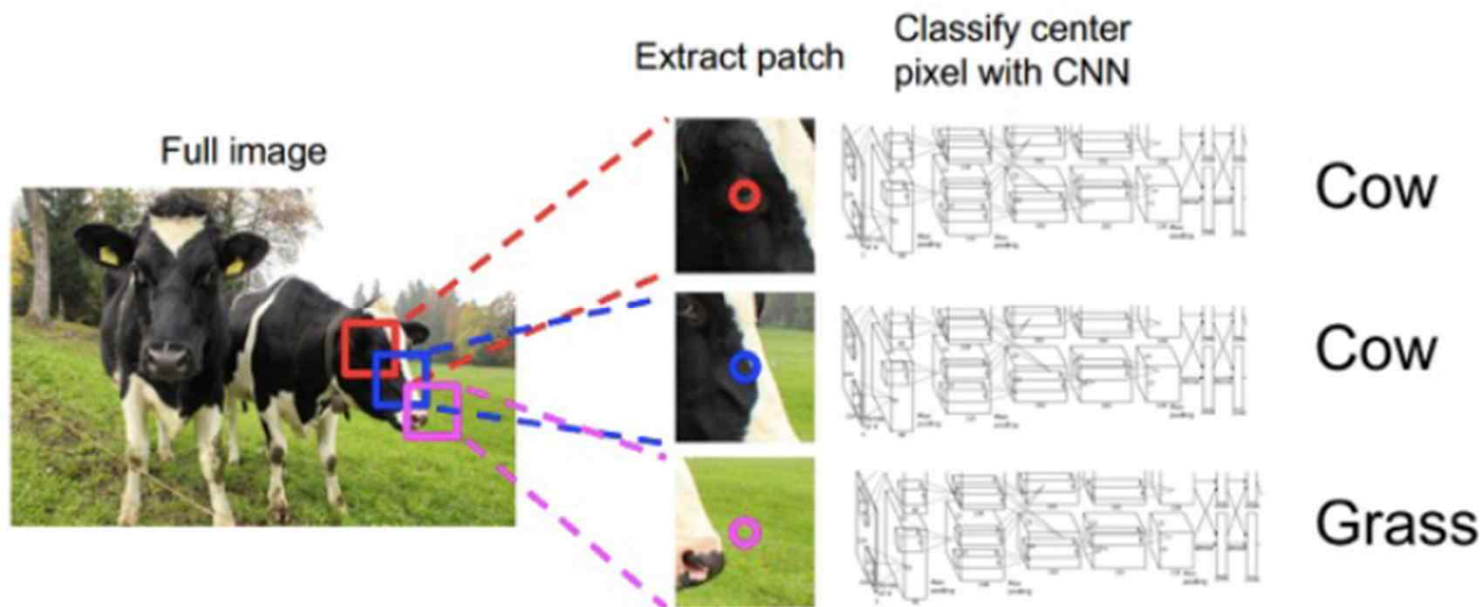 Full image
Extract patch
Classify center
pixel with CNN
Cow
Cow
Grass